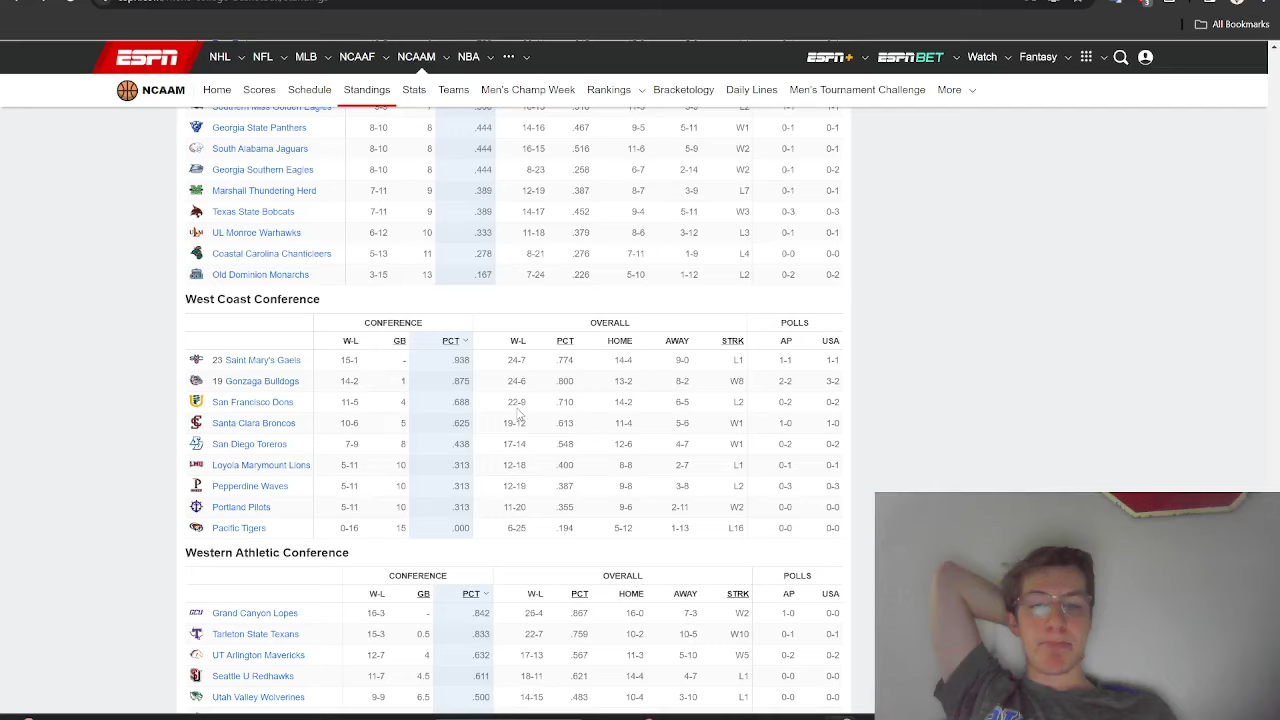 All Bookmarks
ESPN NHL NFL MLB NCAAF NCAAM NBA ESPN+ ESPN BET Watch Fantasy
NCAAM Home Scores Schedule Standings Stats Teams Men's Champ Week Rankings Bracketology Daily Lines Men's Tournament Challenge More
Southern Miss Golden Eagles
Georgia State Panthers 8-10 8 .444 14-16 .467 9-5 5-11 W1 0-1 0-1
South Alabama Jaguars 8-10 8 .444 16-15 .516 11-6 5-9 W2 0-1 0-1
Georgia Southern Eagles 8-10 8 .444 8-23 .258 6-7 2-14 W2 0-1 0-2
Marshall Thundering Herd 7-11 9 .389 12-19 .387 8-7 3-9 L7 0-1 0-1
Texas State Bobcats 7-11 9 .389 14-17 .452 9-4 5-11 W3 0-3 0-3
UL Monroe Warhawks 6-12 10 .333 11-18 .379 8-6 3-12 L3 0-1 0-1
Coastal Carolina Chanticleers 5-13 11 .278 8-21 .276 7-11 1-9 L4 0-0 0-0
Old Dominion Monarchs 3-15 13 .167 7-24 .226 5-10 1-12 L2 0-2 0-2
West Coast Conference
CONFERENCE OVERALL POLLS
W-L GB PCT W-L PCT HOME AWAY STRK AP USA
23 Saint Mary's Gaels 15-1 - .938 24-7 .774 14-4 9-0 L1 1-1 1-1
19 Gonzaga Bulldogs 14-2 1 .875 24-6 .800 13-2 8-2 W8 2-2 3-2
San Francisco Dons 11-5 4 .688 22-9 .710 14-2 6-5 L2 0-2 0-2
Santa Clara Broncos 10-6 5 .625 19-12 .613 11-4 5-6 W1 1-0 1-0
San Diego Toreros 7-9 8 .438 17-14 .548 12-6 4-7 W1 0-2 0-2
LMU Loyola Marymount Lions 5-11 10 .313 12-18 .400 8-8 2-7 L1 0-1 0-1
P Pepperdine Waves 5-11 10 .313 12-19 .387 9-8 3-8 L2 0-3 0-3
Portland Pilots 5-11 10 .313 11-20 .355 9-6 2-11 W2 0-0 0-0
Pacific Tigers 0-16 15 .000 6-25 .194 5-12 1-13 L16 0-0 0-0
Western Athletic Conference
CONFERENCE OVERALL POLLS
W-L GB PCT W-L PCT HOME AWAY STRK AP USA
GCU Grand Canyon Lopes 16-3 - .842 26-4 .867 16-0 7-3 W2 1-0 0-0
Tarleton State Texans 15-3 0.5 .833 22-7 .759 10-2 10-5 W10 0-1 0-1
UT Arlington Mavericks 12-7 4 .632 17-13 .567 11-3 5-10 W5 0-2 0-2
Seattle U Redhawks 11-7 4.5 .611 18-11 .621 14-4 4-7 L1 0-0 0-0
Utah Valley Wolverines 9-9 6.5 .500 14-15 .483 10-4 3-10 L1 0-0 0-0